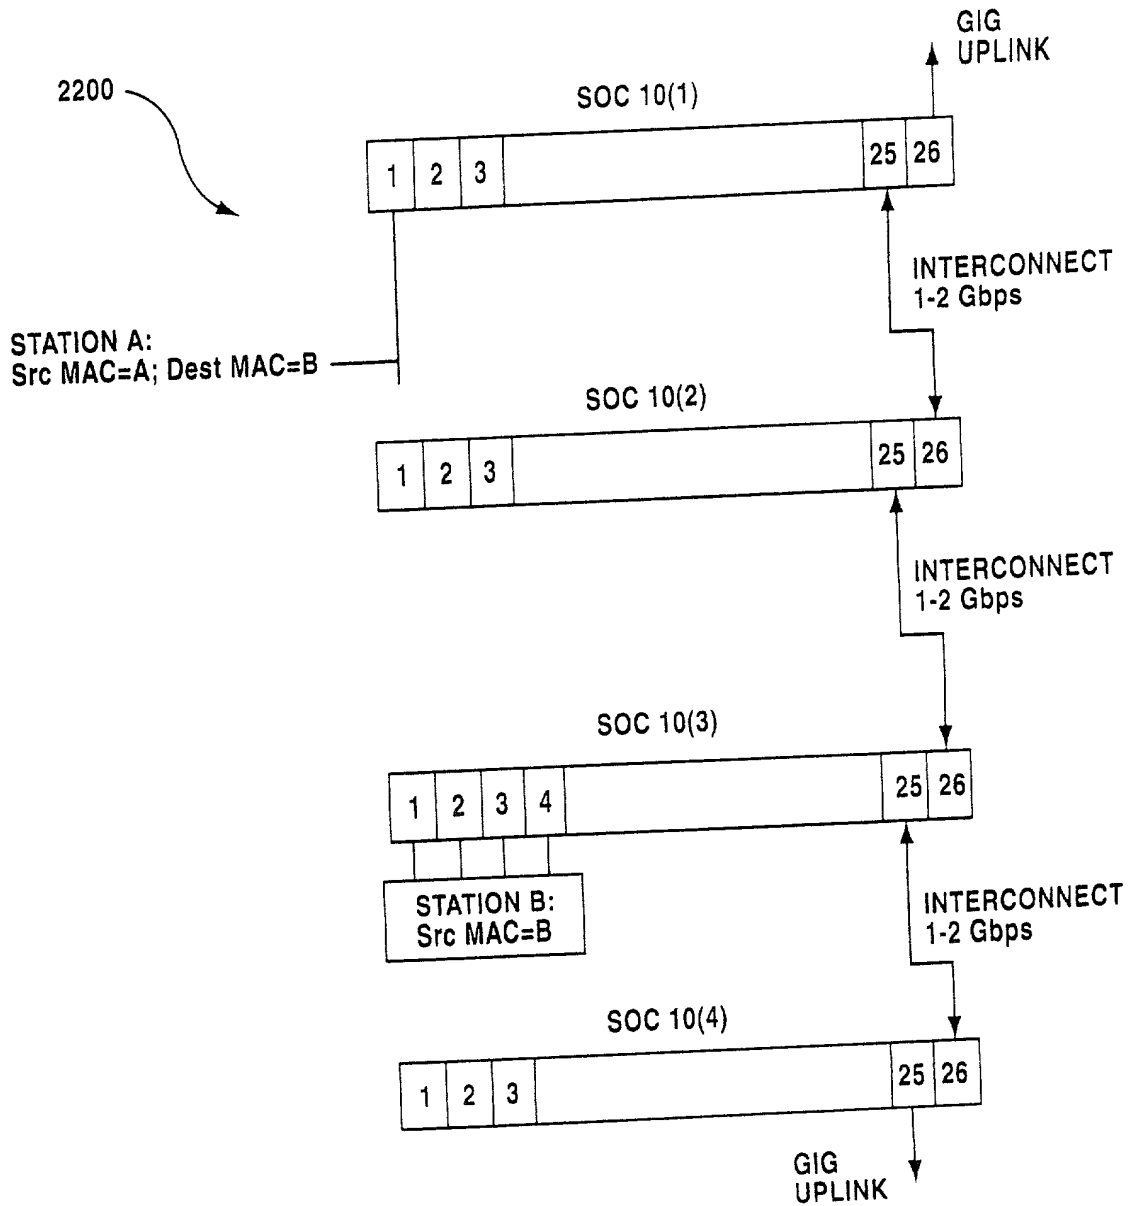 GIG
UPLINK
2200
SOC 10(1)
1 2 3 25 26
INTERCONNECT
1-2 Gbps
STATION A:
Src MAC=A; Dest MAC=B
SOC 10(2)
1 2 3 25 26
INTERCONNECT
1-2 Gbps
SOC 10(3)
1 2 3 4 25 26
STATION B:
Src MAC=B
INTERCONNECT
1-2 Gbps
SOC 10(4)
1 2 3 25 26
GIG
UPLINK